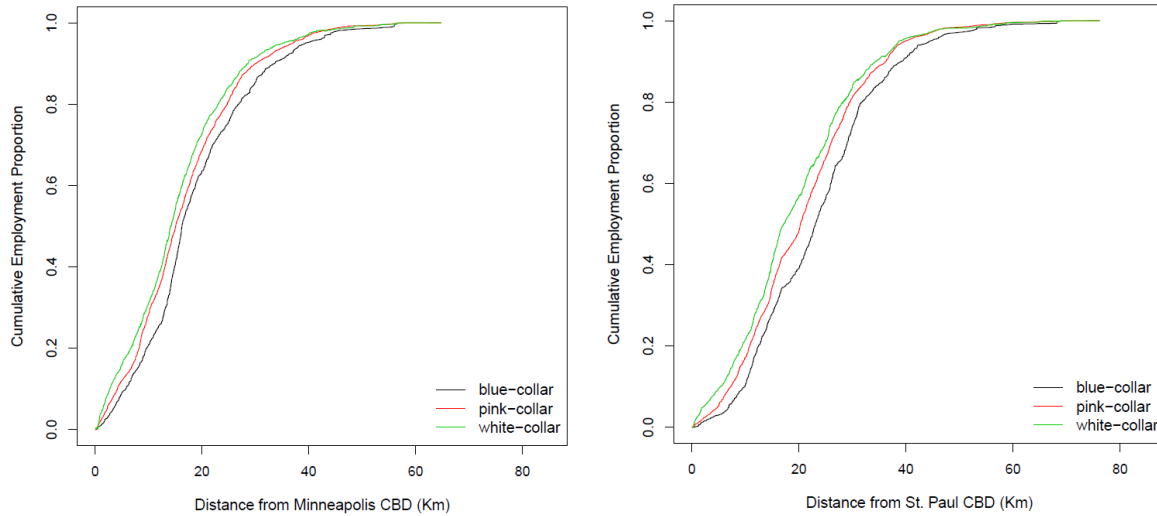 Cumulative Employment Proportion
1.0
0.8
0.6
0.4
0.2
0.0
blue-collar
pink-collar
white-collar
0 20 40 60 80
Distance from Minneapolis CBD (Km)
Cumulative Employment Proportion
1.0
0.8
0.6
0.4
0.2
0.0
blue-collar
pink-collar
white-collar
0 20 40 60 80
Distance from St. Paul CBD (Km)